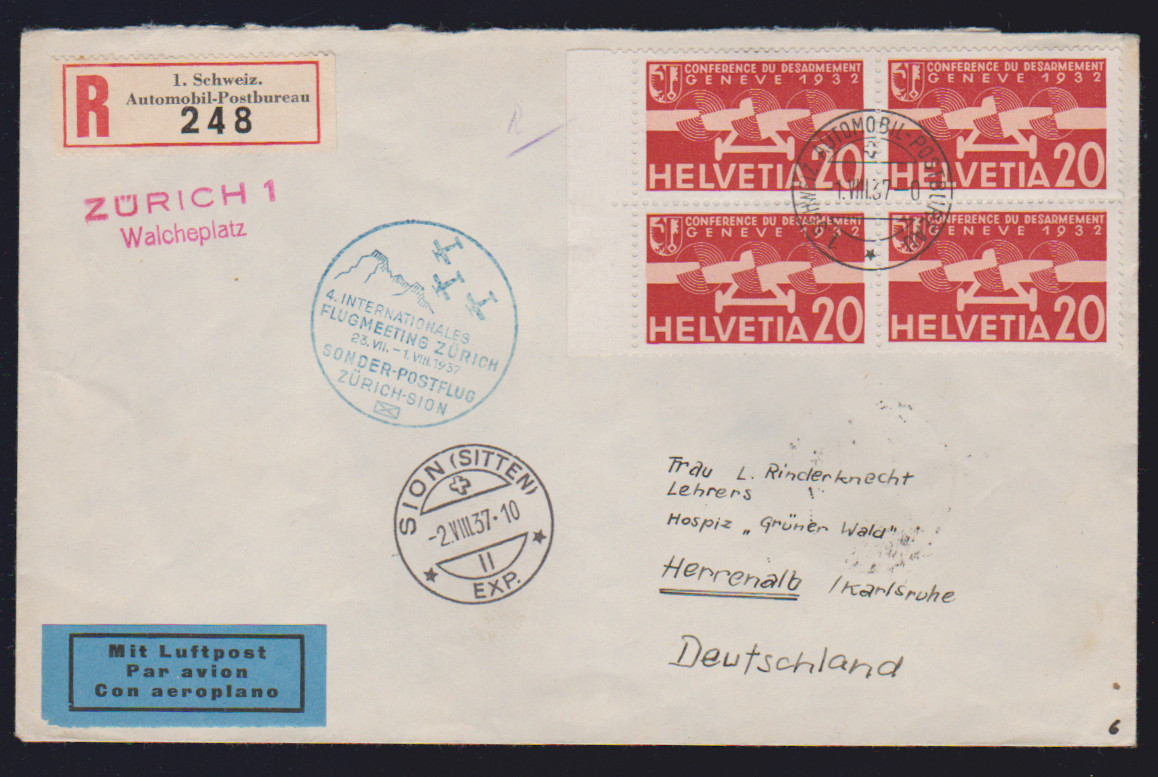 R
1. Schweiz.
Automobil-Postbureau
248
ZÜRICH 1
Walcheplatz
R
CONFERENCE DU DESARMEMENT
GENEVE 1932
HELVETIA 20
CONFERENCE DU DESARMEMENT
GENEVE 1932
HELVETIA 20
CONFERENCE DU DESARMEMENT
GENEVE 1932
HELVETIA 20
CONFERENCE DU DESARMEMENT
GENEVE 1932
HELVETIA 20
AUTOMOBIL-POSTBUREAU
-1.VIII.37-0
4. INTERNATIONALES
FLUGMEETING ZÜRICH
23.VII.-1.VIII.1937
SONDER-POSTFLUG
ZÜRICH-SION
SION (SITTEN)
-2.VIII.37-10
II
EXP.
Frau L. Rinderknecht
Lehrers
Hospiz „Grüner Wald"
Herrenalb /Karlsruhe
Deutschland
Mit Luftpost
Par avion
Con aeroplano
6